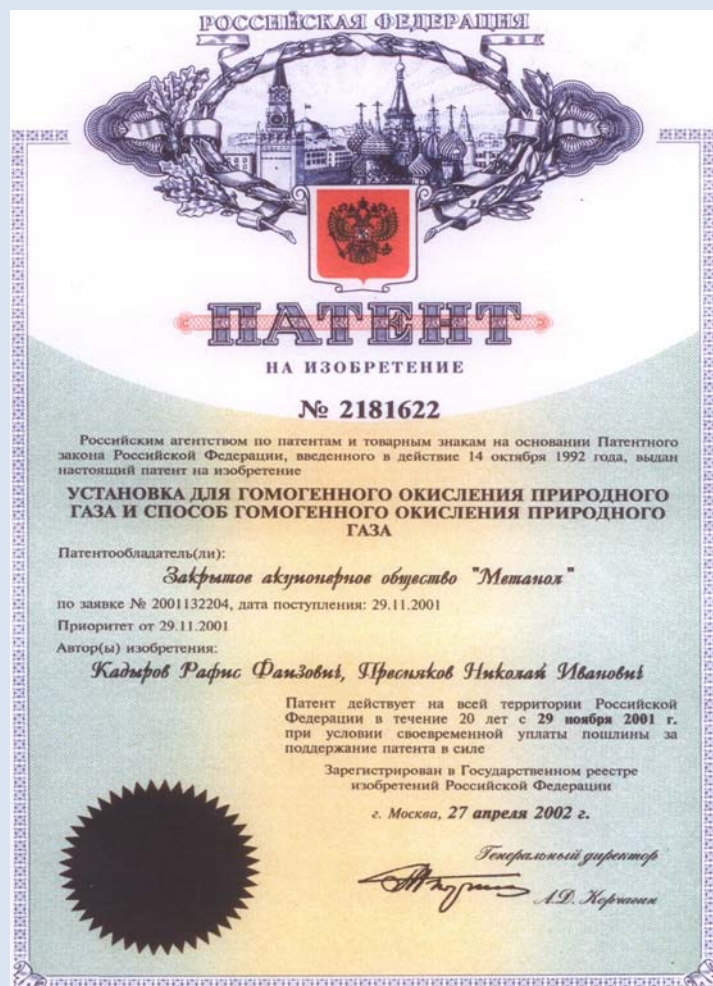 РОССИЙСКАЯ ФЕДЕРАЦИЯ
ПАТЕНТ
НА ИЗОБРЕТЕНИЕ
№ 2181622
Российским агентством по патентам и товарным знакам на основании Патентного
закона Российской Федерации, введенного в действие 14 октября 1992 года, выдан
настоящий патент на изобретение
УСТАНОВКА ДЛЯ ГОМОГЕННОГО ОКИСЛЕНИЯ ПРИРОДНОГО
ГАЗА И СПОСОБ ГОМОГЕННОГО ОКИСЛЕНИЯ ПРИРОДНОГО
ГАЗА
Патентообладатель(ли):
Закрытое акционерное общество "Метанол"
по заявке № 2001132204, дата поступления: 29.11.2001
Приоритет от 29.11.2001
Автор(ы) изобретения:
Кадыров Рафис Фаизович, Пресняков Николай Иванович
Патент действует на всей территории Российской
Федерации в течение 20 лет с 29 ноября 2001 г.
при условии своевременной уплаты пошлины за
поддержание патента в силе
Зарегистрирован в Государственном реестре
изобретений Российской Федерации
г. Москва, 27 апреля 2002 г.
Генеральный директор
А.Д. Корчагин